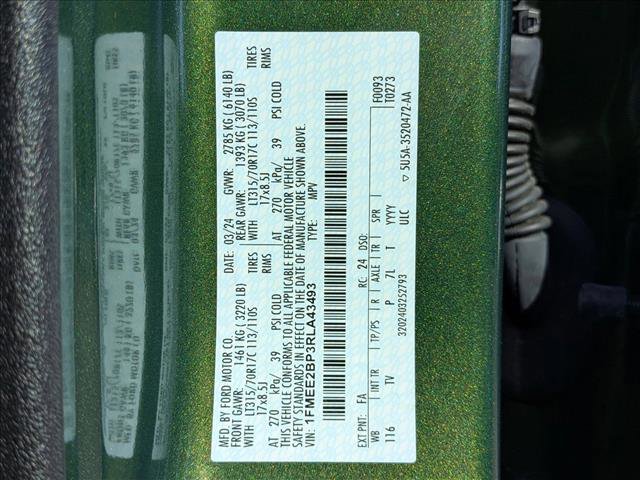 MFD. BY FORD MOTOR CO.
DATE: 03/24 GVWR: 2785 KG ( 6140 LB)
FRONT GAWR: 1461 KG ( 3220 LB) REAR GAWR: 1393 KG ( 3070 LB)
WITH LT315/70R17C 113/110S TIRES WITH LT315/70R17C 113/110S TIRES
17x8.5J RIMS 17x8.5J RIMS
AT 270 kPa/ 39 PSI COLD AT 270 kPa/ 39 PSI COLD
THIS VEHICLE CONFORMS TO ALL APPLICABLE FEDERAL MOTOR VEHICLE
SAFETY STANDARDS IN EFFECT ON THE DATE OF MANUFACTURE SHOWN ABOVE.
VIN: 1FMEE2BP3RLA43493 TYPE: MPV
F0093
T0273
EXT PNT: FA RC: 24 DSO:
WB INT TR TP/PS R AXLE TR SPR
116 TV P 7L T YYYY
ULC
3202403252793
▽ 5U5A-3520472-AA